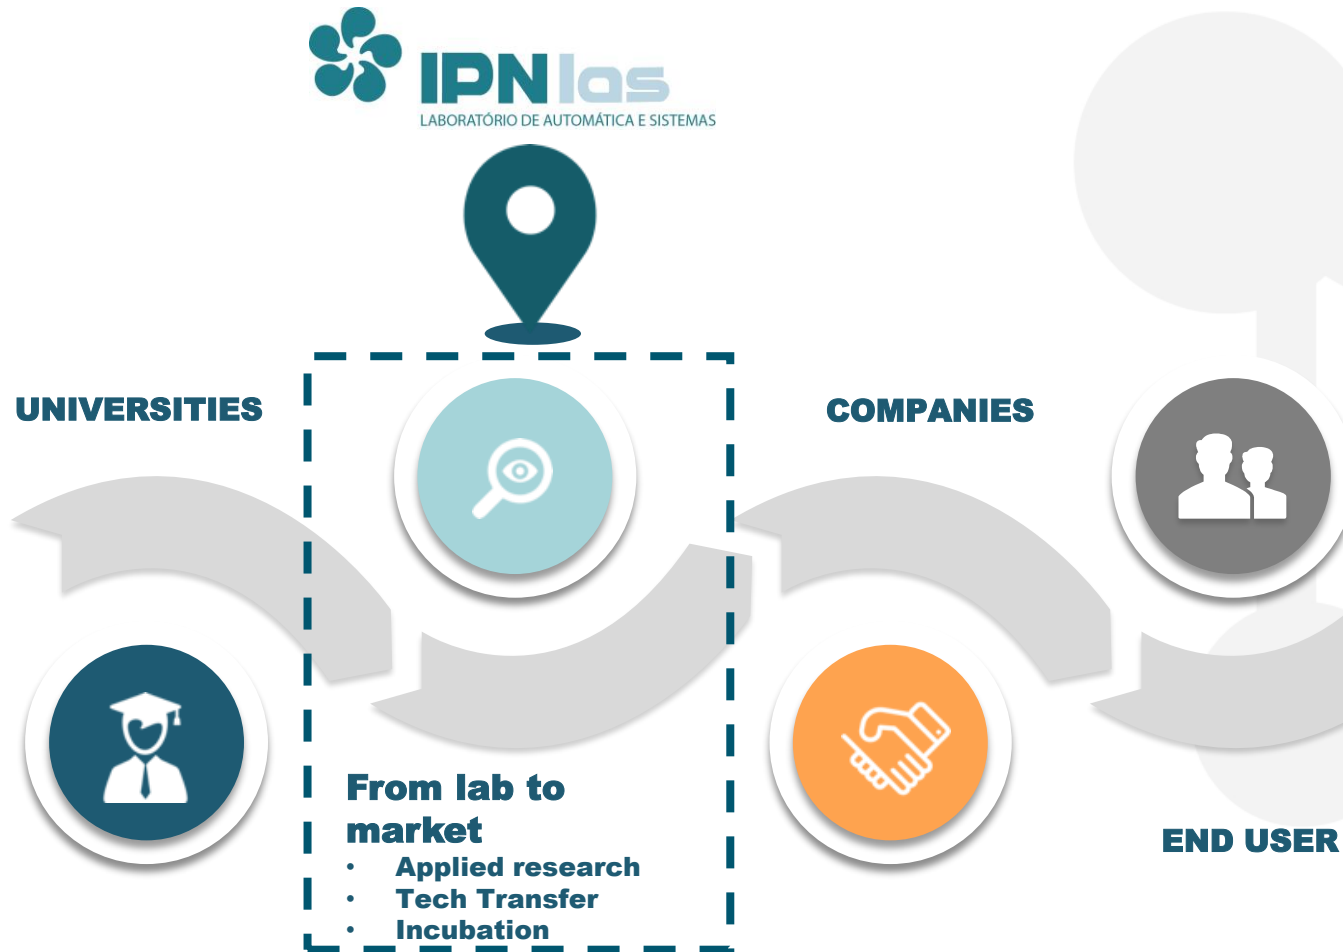 IPN las
LABORATÓRIO DE AUTOMÁTICA E SISTEMAS
UNIVERSITIES
COMPANIES
From lab to
market
• Applied research
• Tech Transfer
• Incubation
END USER